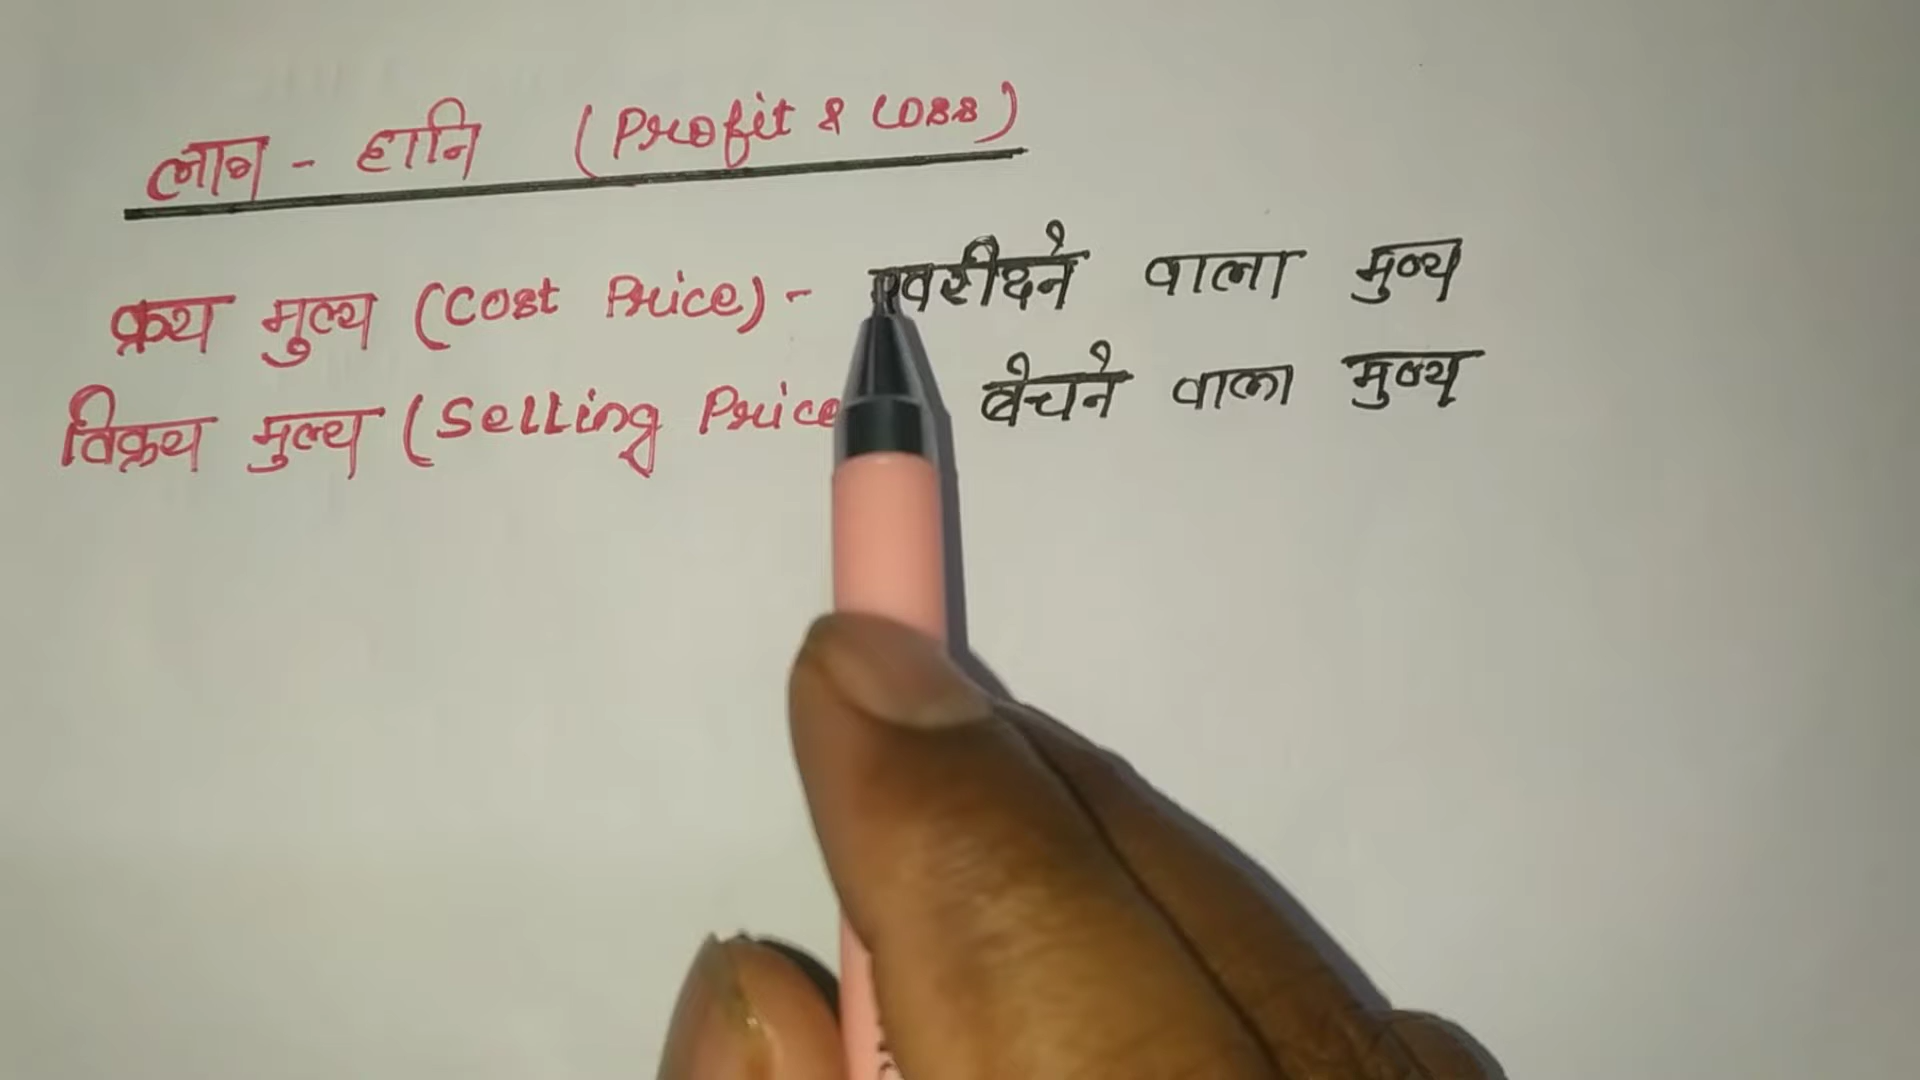 लाभ - हानि (Profit & Loss)
क्रय मुल्य (Cost Price) - खरीदने वाला मुल्य
विक्रय मुल्य (Selling Price बेचने वाला मुल्य